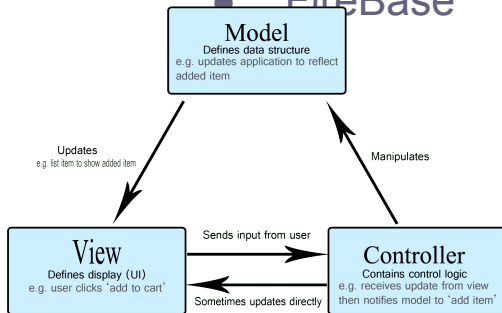 FireBase
Model
Defines data structure
e.g. updates application to reflect
added item
Updates
e.g. list item to show added item
Manipulates
View
Defines display (UI)
e.g. user clicks 'add to cart'
Sends input from user
Sometimes updates directly
Controller
Contains control logic
e.g. receives update from view
then notifies model to 'add item'